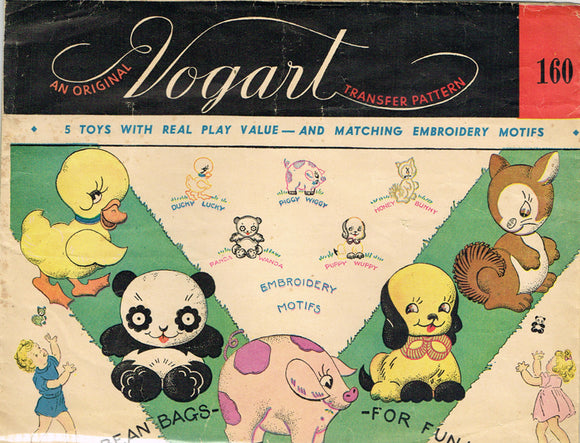 AN ORIGINAL
Vogart
TRANSFER PATTERN
160
5 TOYS WITH REAL PLAY VALUE — AND MATCHING EMBROIDERY MOTIFS
DUCKY LUCKY
PIGGY WIGGY
HONEY BUNNY
PANDA WANDA
PUPPY WUPPY
EMBROIDERY
MOTIFS
BEAN BAGS-
-FOR FUN